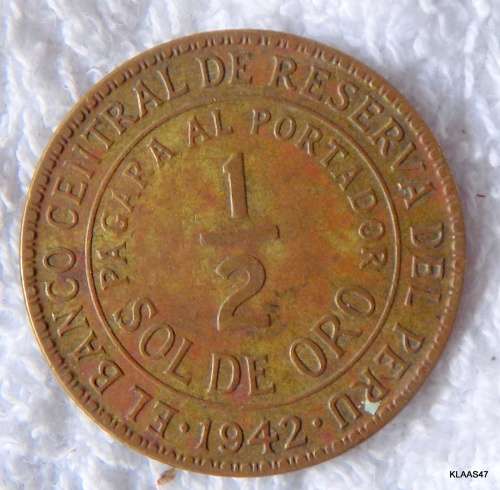 EL BANCO CENTRAL DE RESERVA DEL PERU
PAGARA AL PORTADOR
1
2
SOL DE ORO
· 1942 ·
KLAAS47